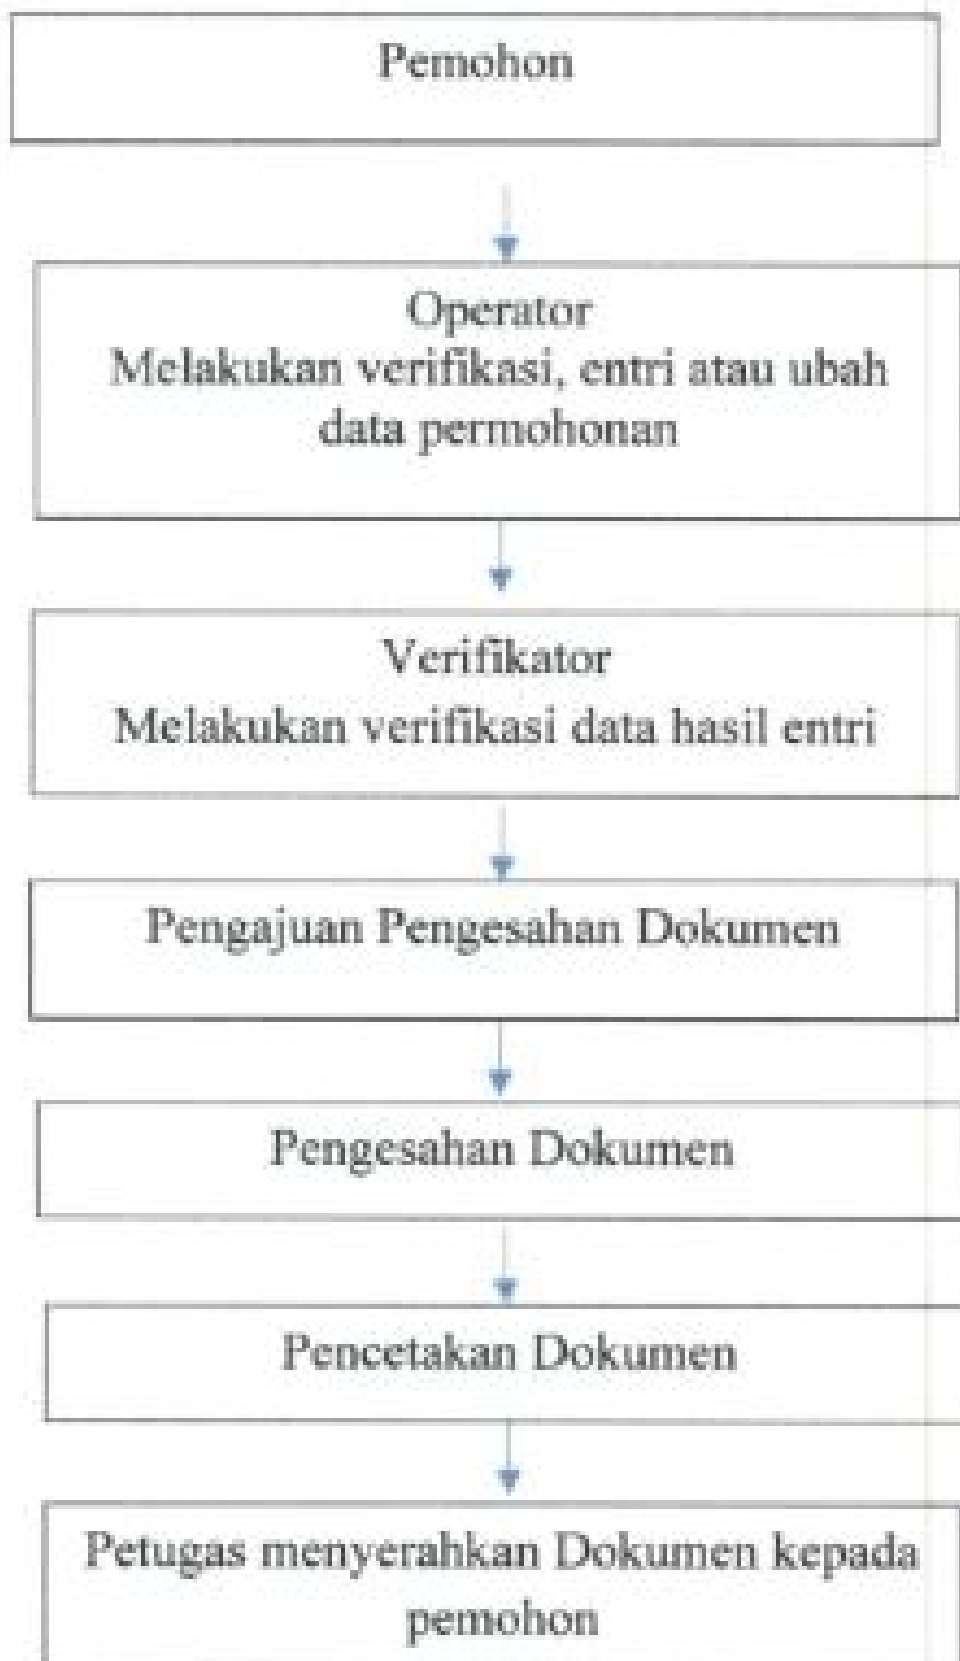 Pemohon
Operator
Melakukan verifikasi, entri atau ubah
data permohonan
Verifikator
Melakukan verifikasi data hasil entri
Pengajuan Pengesahan Dokumen
Pengesahan Dokumen
Pencetakan Dokumen
Petugas menyerahkan Dokumen kepada
pemohon